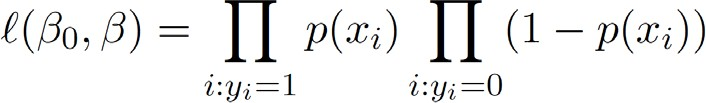 ℓ(β₀, β) = ∏_{i:yᵢ=1} p(xᵢ) ∏_{i:yᵢ=0} (1 − p(xᵢ))